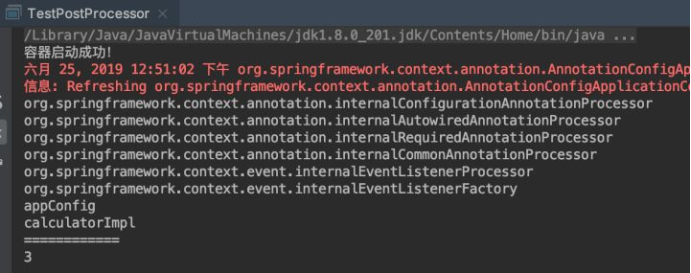 TestPostProcessor ×
/Library/Java/JavaVirtualMachines/jdk1.8.0_201.jdk/Contents/Home/bin/java ...
容器启动成功!
六月 25, 2019 12:51:02 下午 org.springframework.context.annotation.AnnotationConfigAp
信息: Refreshing org.springframework.context.annotation.AnnotationConfigApplicationCo
org.springframework.context.annotation.internalConfigurationAnnotationProcessor
org.springframework.context.annotation.internalAutowiredAnnotationProcessor
org.springframework.context.annotation.internalRequiredAnnotationProcessor
org.springframework.context.annotation.internalCommonAnnotationProcessor
org.springframework.context.event.internalEventListenerProcessor
org.springframework.context.event.internalEventListenerFactory
appConfig
calculatorImpl
============
3